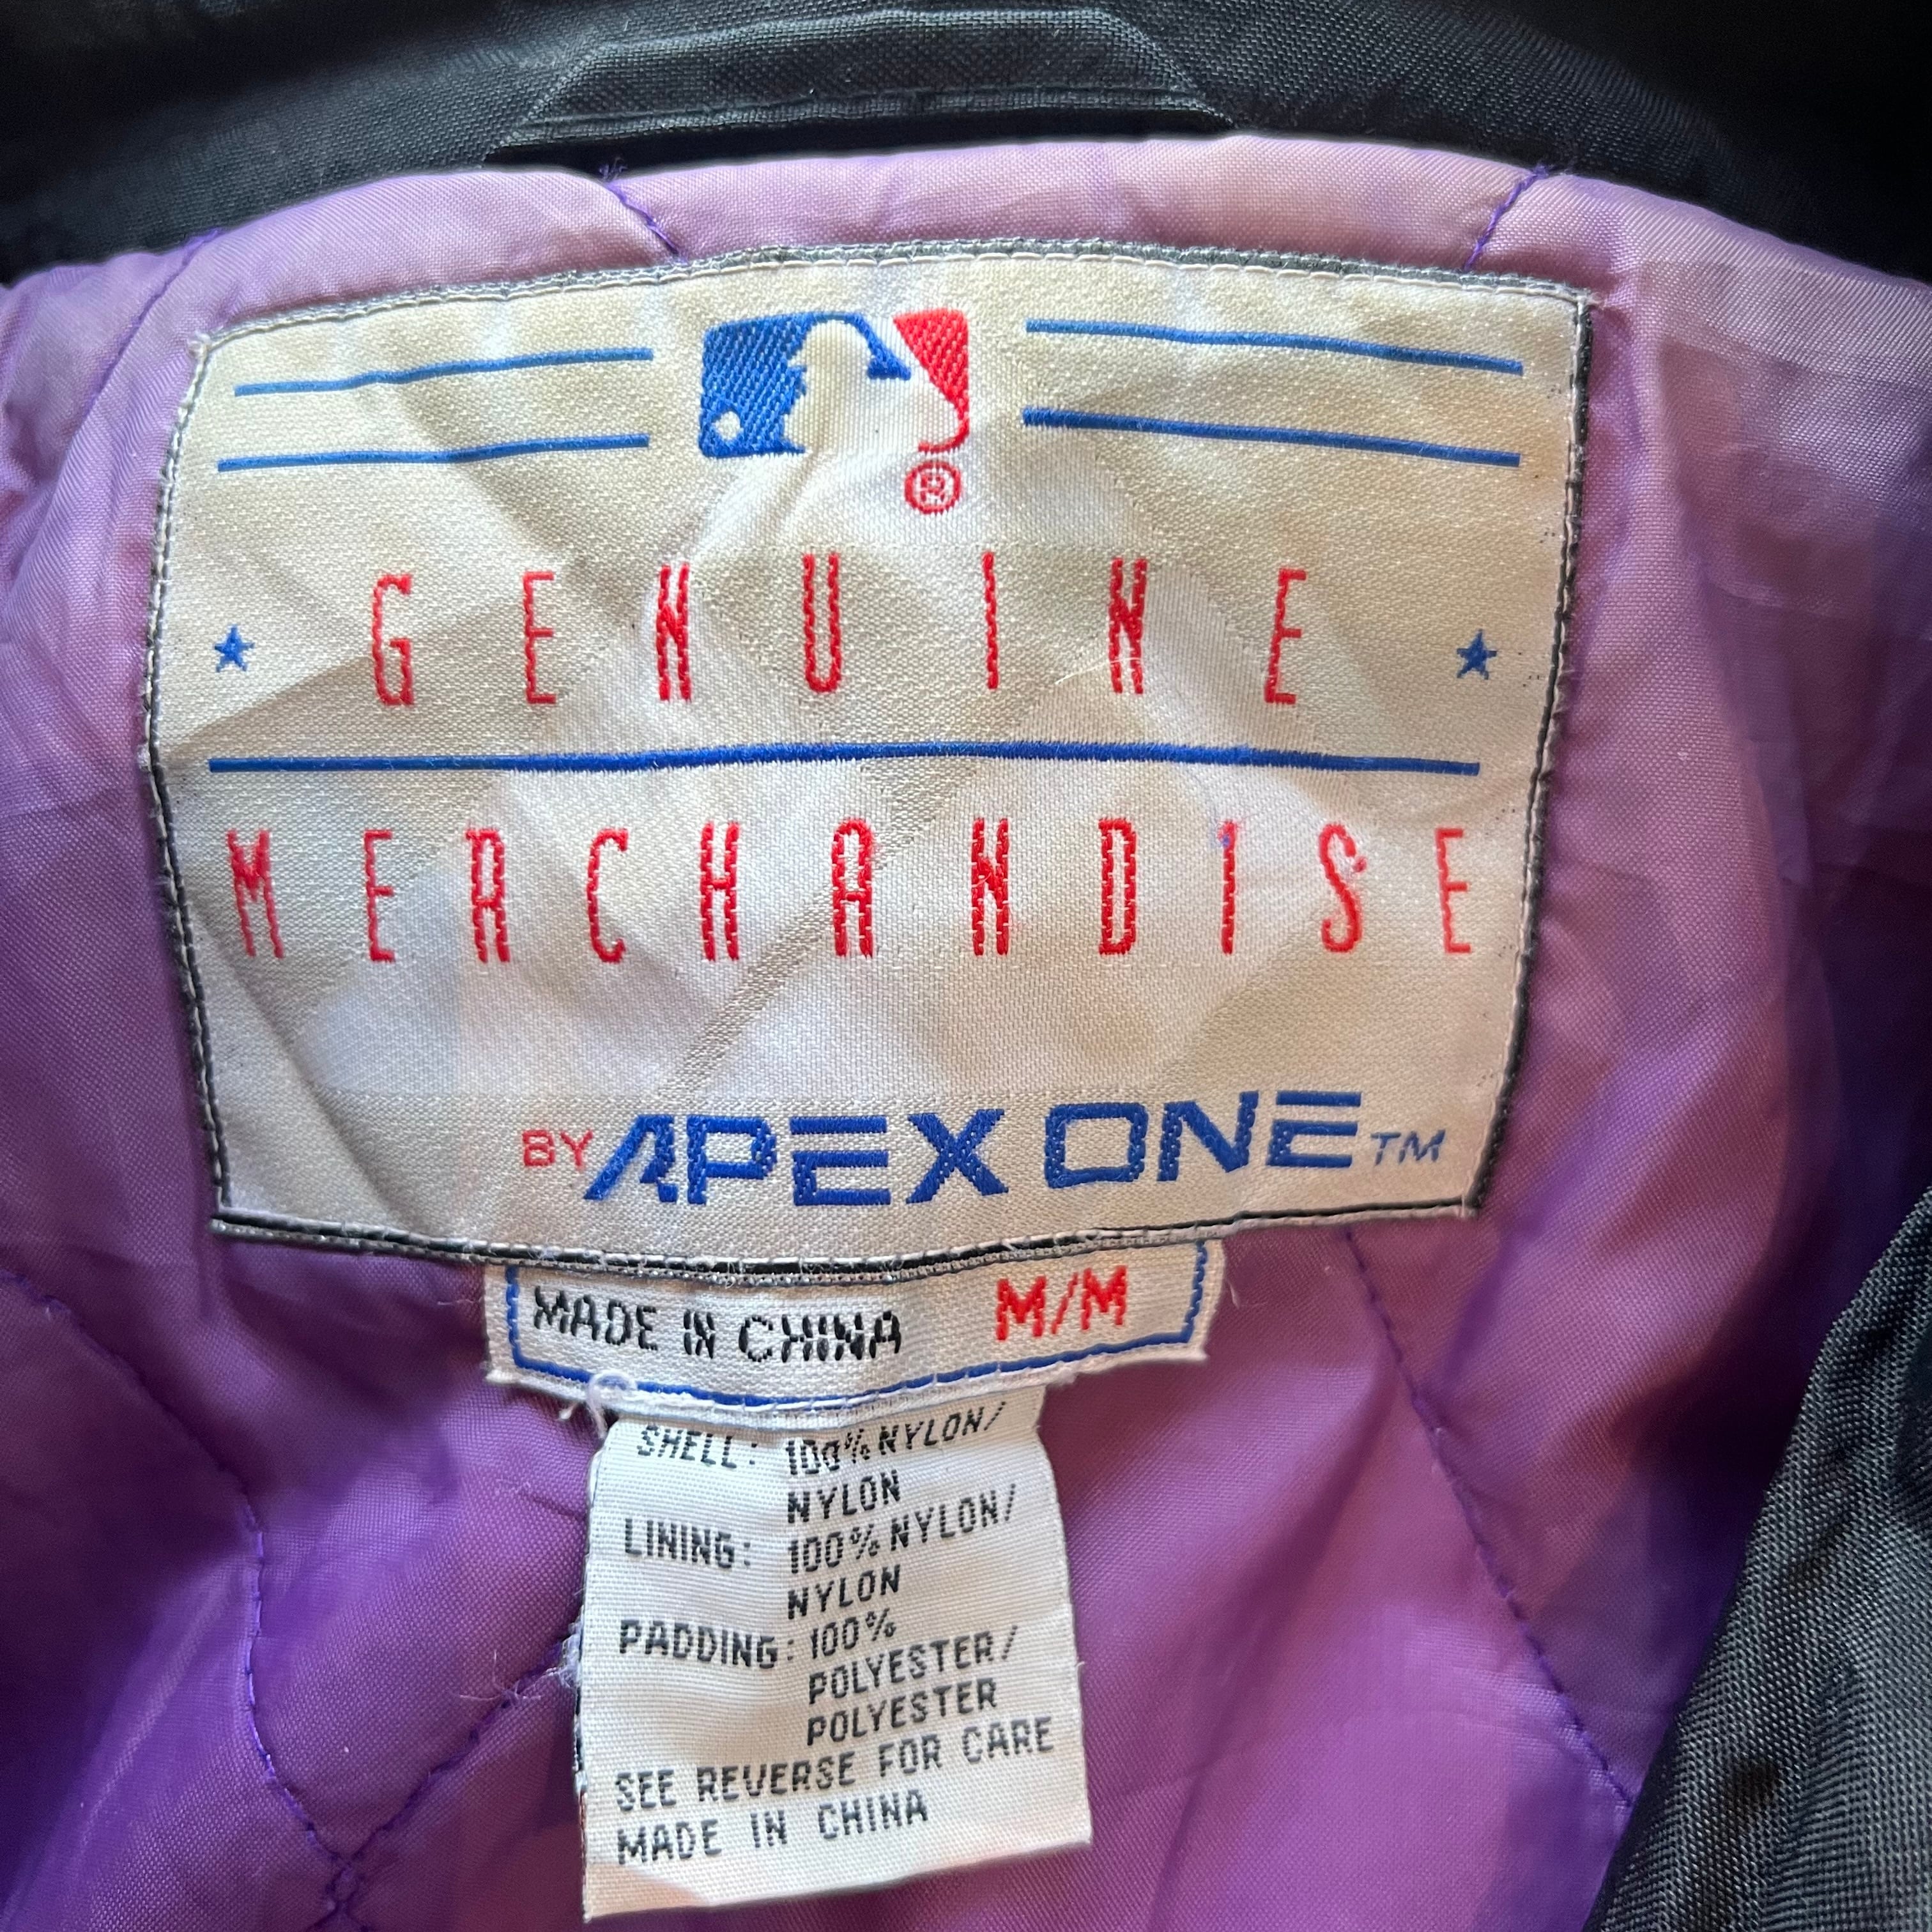 ®
GENUINE
MERCHANDISE
BY APEX ONE TM
MADE IN CHINA M/M
SHELL: 100% NYLON/
NYLON
LINING: 100% NYLON/
NYLON
PADDING: 100%
POLYESTER/
POLYESTER
SEE REVERSE FOR CARE
MADE IN CHINA